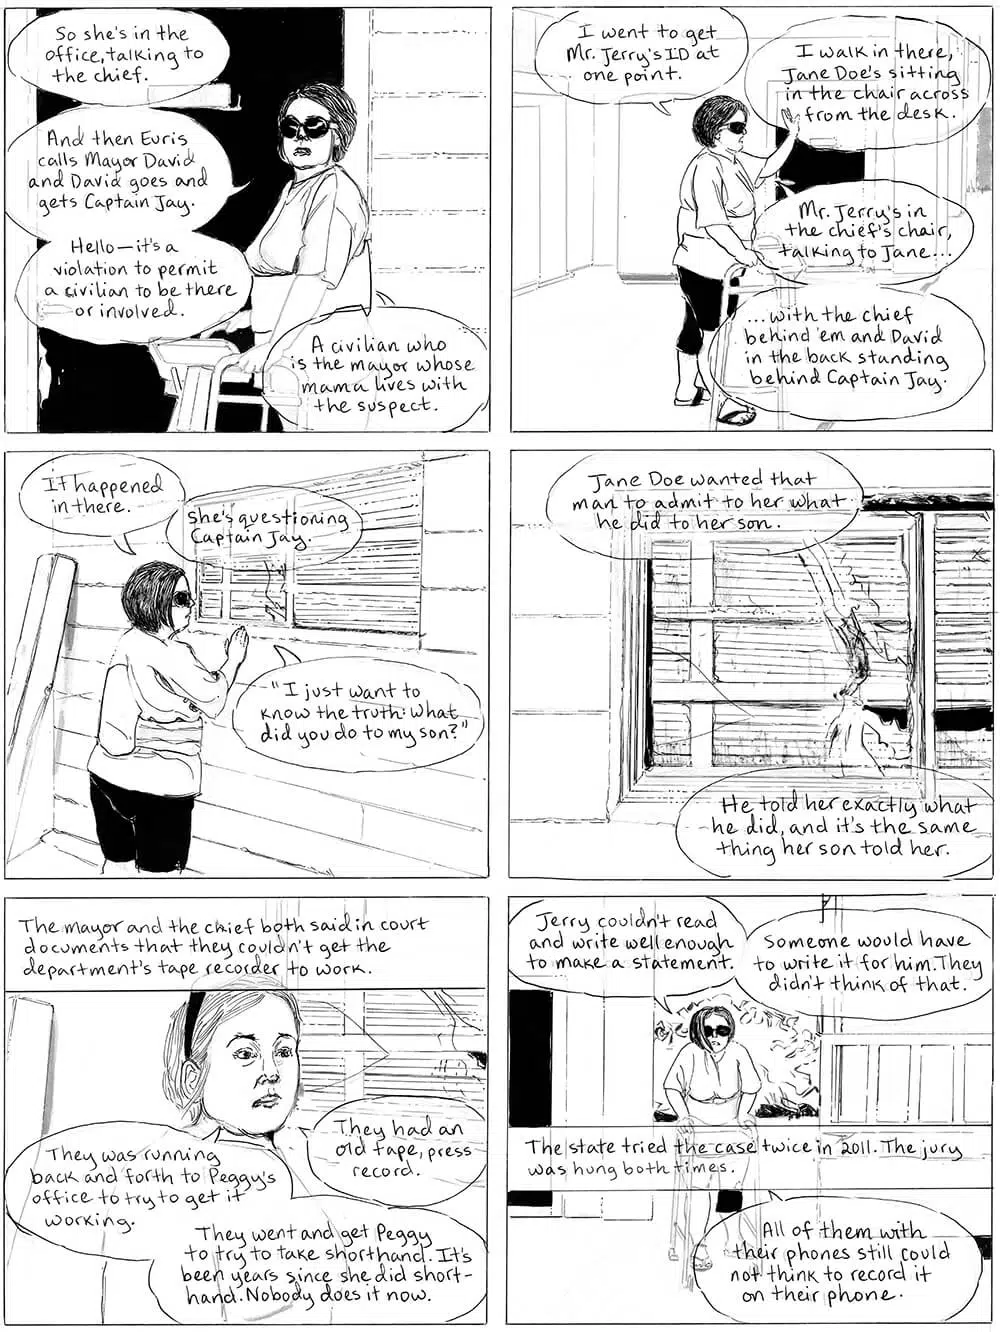 So she's in the
office, talking to
the chief.
And then Euris
calls Mayor David
and David goes and
gets Captain Jay.
Hello—it's a
violation to permit
a civilian to be there
or involved.
A civilian who
is the mayor whose
mama lives with
the suspect.
I went to get
Mr. Jerry's ID at
one point.
I walk in there,
Jane Doe's sitting
in the chair across
from the desk.
Mr. Jerry's in
the chief's chair,
talking to Jane...
...with the chief
behind 'em and David
in the back standing
behind Captain Jay.
It happened
in there.
She's questioning
Captain Jay.
"I just want to
know the truth. What
did you do to my son?"
Jane Doe wanted that
man to admit to her what
he did to her son.
He told her exactly what
he did, and it's the same
thing her son told her.
The mayor and the chief both said in court
documents that they couldn't get the
department's tape recorder to work.
They had an
old tape, press
record.
They was running
back and forth to Peggy's
office to try to get it
working.
They went and get Peggy
to try to take shorthand. It's
been years since she did short-
hand. Nobody does it now.
Jerry couldn't read
and write well enough
to make a statement.
Someone would have
to write it for him. They
didn't think of that.
The state tried the case twice in 2011. The jury
was hung both times.
All of them with
their phones still could
not think to record it
on their phone.